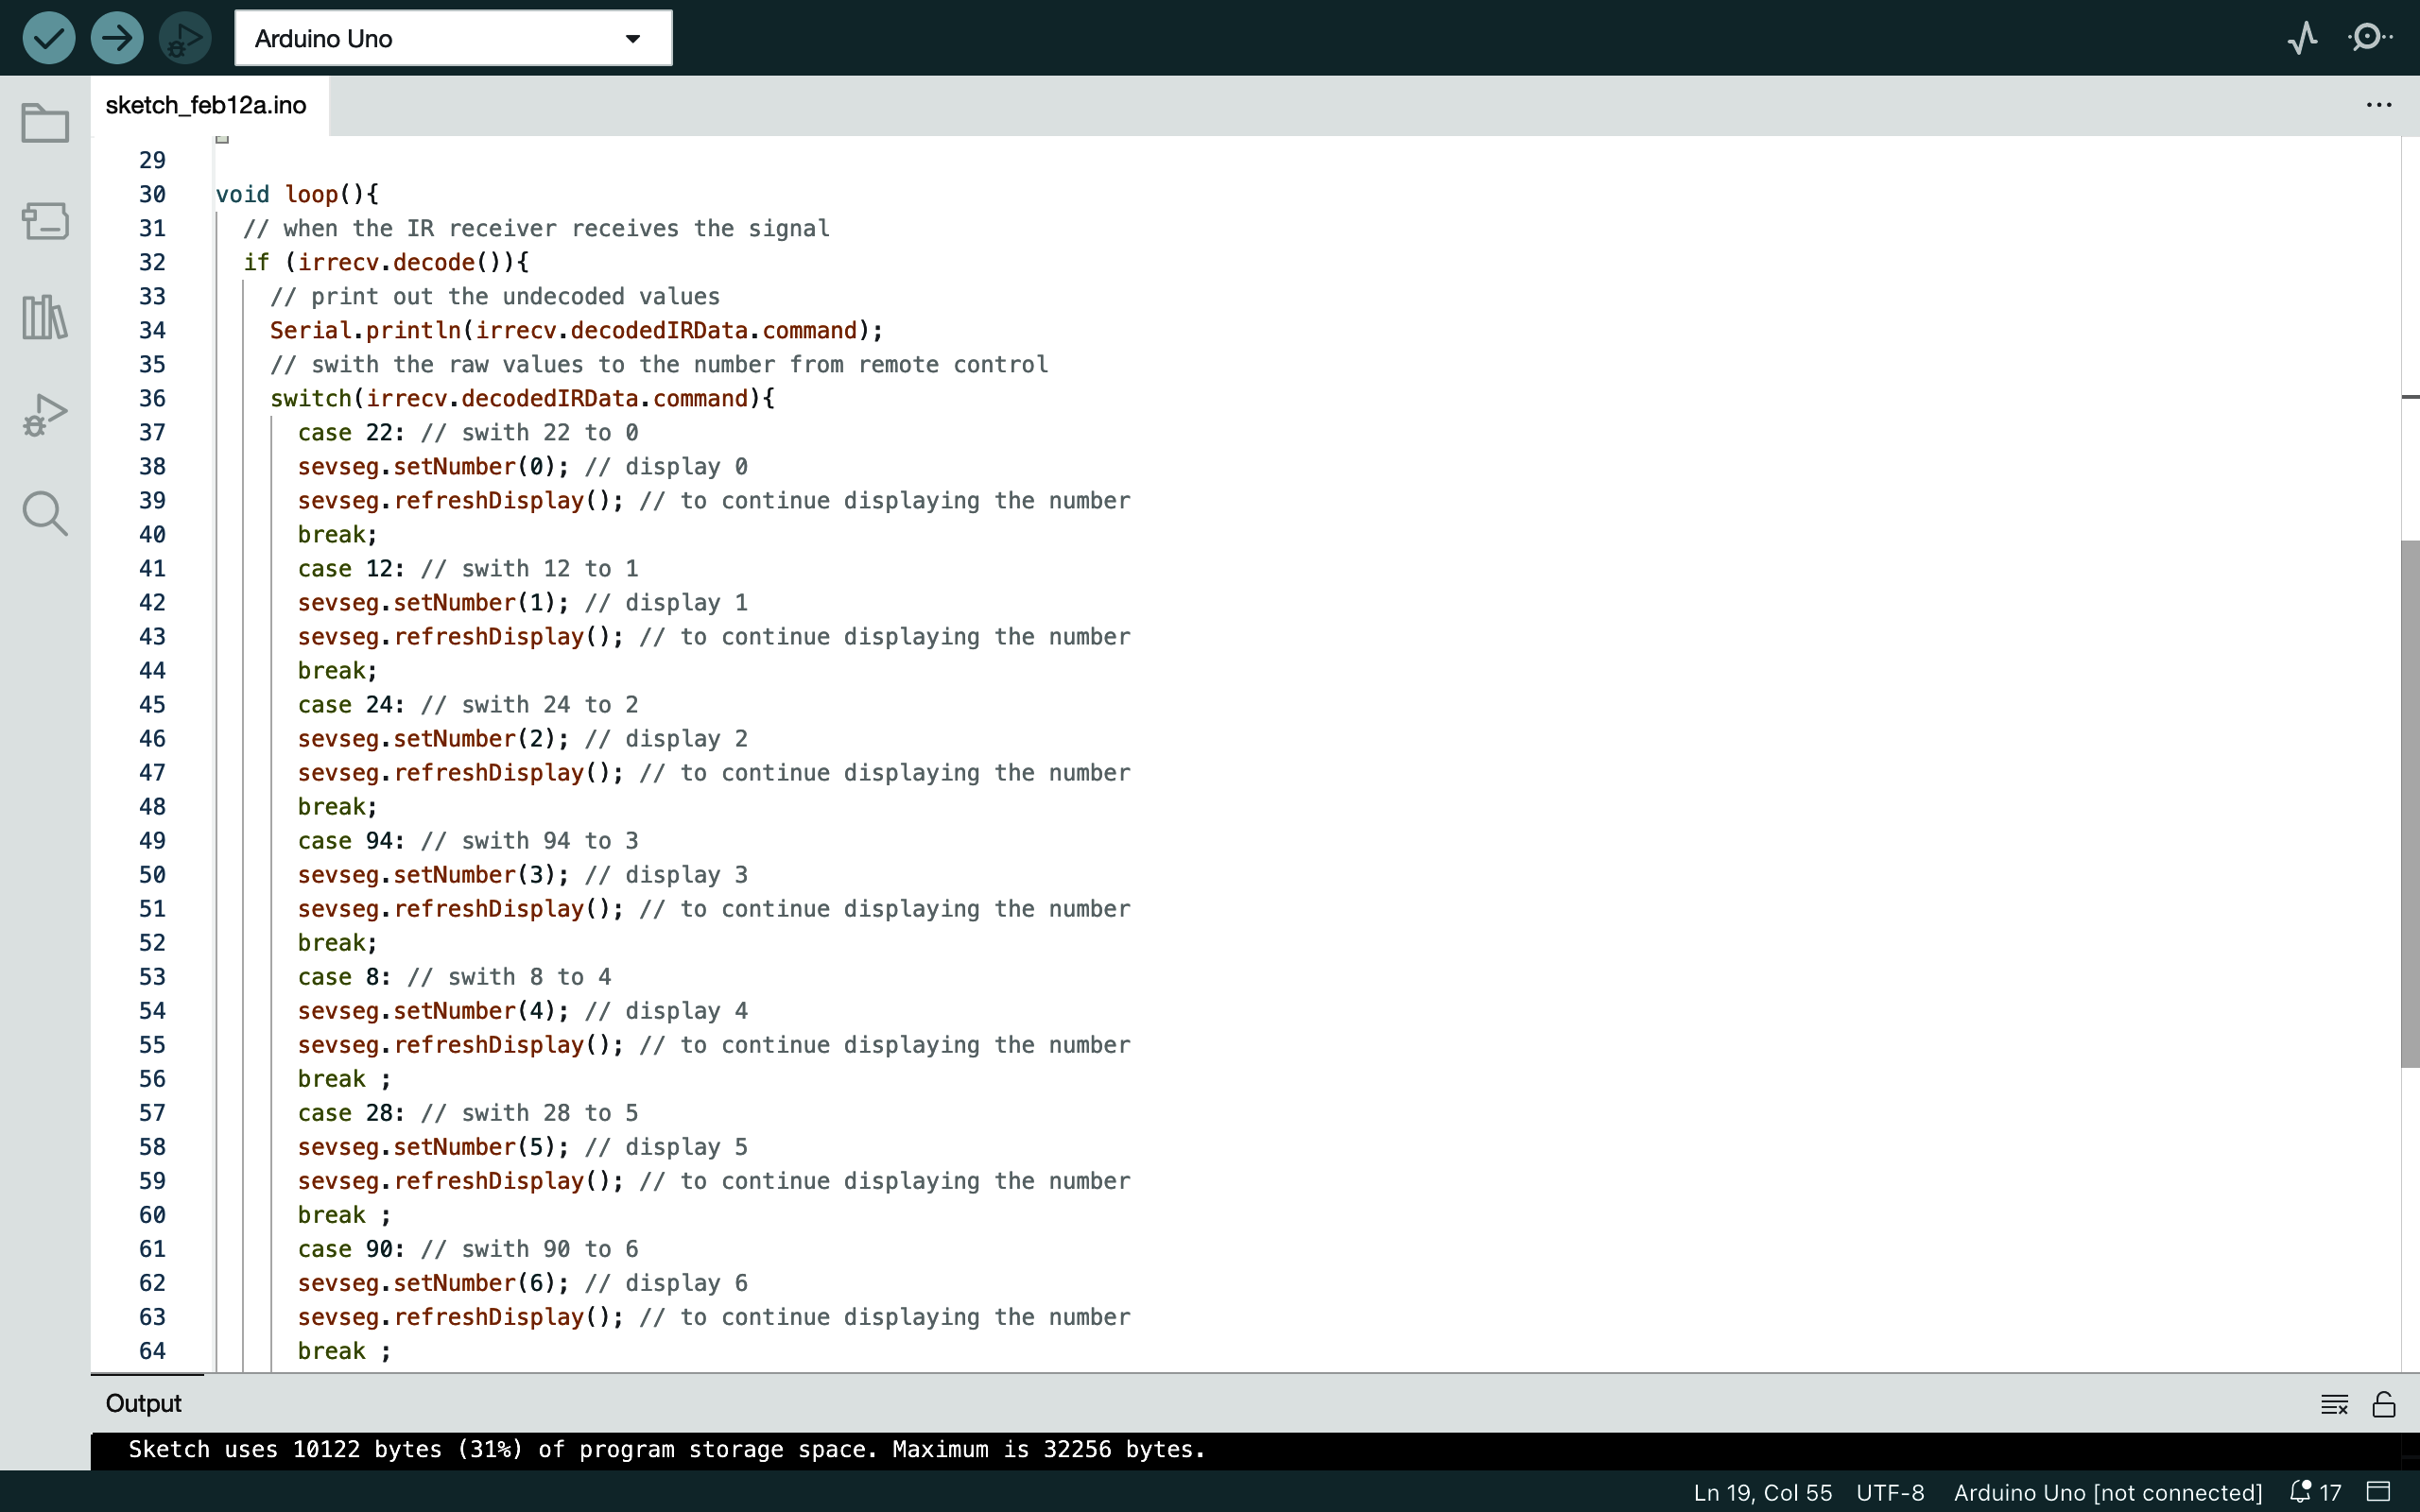 Arduino Uno
sketch_feb12a.ino
29
30 void loop(){
31 // when the IR receiver receives the signal
32 if (irrecv.decode()){
33 // print out the undecoded values
34 Serial.println(irrecv.decodedIRData.command);
35 // swith the raw values to the number from remote control
36 switch(irrecv.decodedIRData.command){
37 case 22: // swith 22 to 0
38 sevseg.setNumber(0); // display 0
39 sevseg.refreshDisplay(); // to continue displaying the number
40 break;
41 case 12: // swith 12 to 1
42 sevseg.setNumber(1); // display 1
43 sevseg.refreshDisplay(); // to continue displaying the number
44 break;
45 case 24: // swith 24 to 2
46 sevseg.setNumber(2); // display 2
47 sevseg.refreshDisplay(); // to continue displaying the number
48 break;
49 case 94: // swith 94 to 3
50 sevseg.setNumber(3); // display 3
51 sevseg.refreshDisplay(); // to continue displaying the number
52 break;
53 case 8: // swith 8 to 4
54 sevseg.setNumber(4); // display 4
55 sevseg.refreshDisplay(); // to continue displaying the number
56 break ;
57 case 28: // swith 28 to 5
58 sevseg.setNumber(5); // display 5
59 sevseg.refreshDisplay(); // to continue displaying the number
60 break ;
61 case 90: // swith 90 to 6
62 sevseg.setNumber(6); // display 6
63 sevseg.refreshDisplay(); // to continue displaying the number
64 break ;
Output
Sketch uses 10122 bytes (31%) of program storage space. Maximum is 32256 bytes.
Ln 19, Col 55 UTF-8 Arduino Uno [not connected] 17